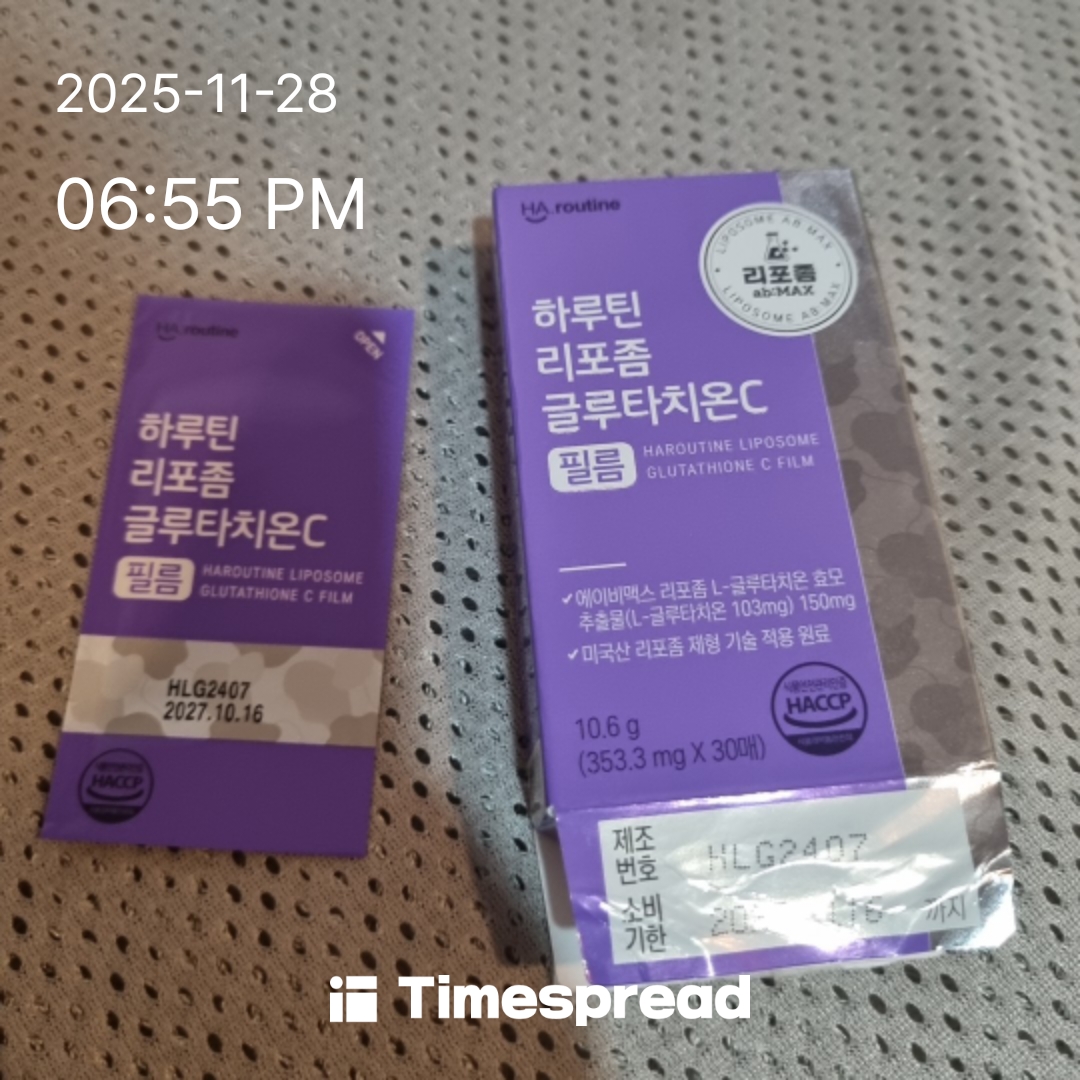 2025-11-28
06:55 PM
HA routine
OPEN
하루틴
리포좀
글루타치온C
필름
HAROUTINE LIPOSOME
GLUTATHIONE C FILM
HLG2407
2027.10.16
HACCP
HA routine
LIPOSOME AB MAX
리포좀
ab:MAX
LIPOSOME AB MAX
하루틴
리포좀
글루타치온C
필름
HAROUTINE LIPOSOME
GLUTATHIONE C FILM
✓에이비맥스 리포좀 L-글루타치온 효모
추출물(L-글루타치온 103mg) 150mg
✓미국산 리포좀 제형 기술 적용 원료
10.6 g
(353.3 mg X 30매)
HACCP
제조
번호
HLG2407
소비
기한
까지
Timespread